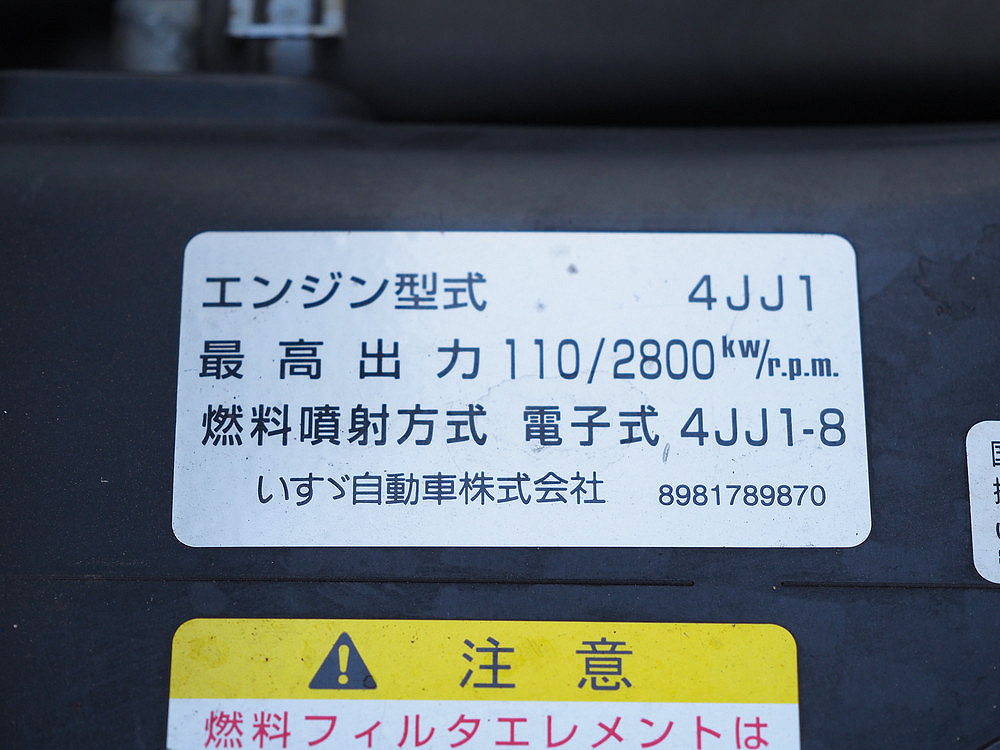 エンジン型式 4JJ1
最高出力 110/2800kw/r.p.m.
燃料噴射方式 電子式 4JJ1-8
いすゞ自動車株式会社 8981789870
国
注意
燃料フィルタエレメントは